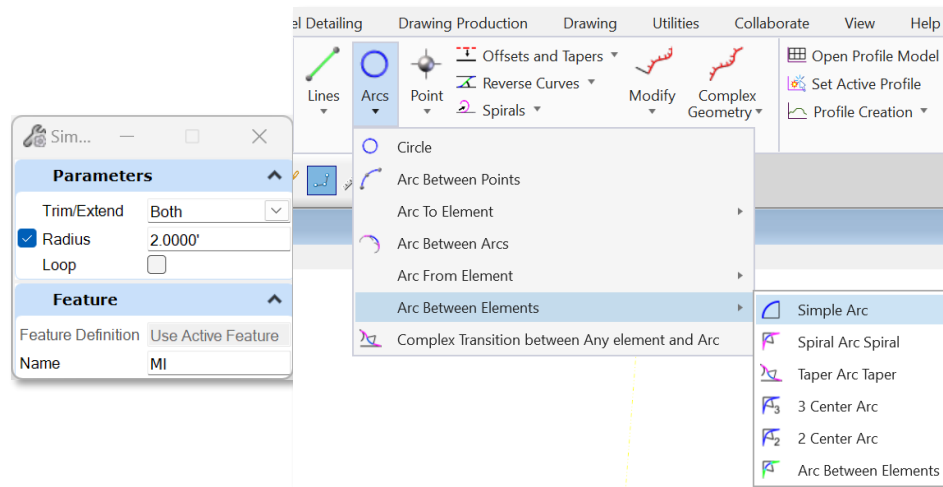 el Detailing Drawing Production Drawing Utilities Collaborate View Help
Lines Arcs Point Offsets and Tapers Modify Complex Geometry Open Profile Model
Reverse Curves Set Active Profile
Spirals Profile Creation
Sim...
Parameters
Trim/Extend Both
Radius 2.0000'
Loop
Feature
Feature Definition Use Active Feature
Name MI
Circle
Arc Between Points
Arc To Element
Arc Between Arcs
Arc From Element
Arc Between Elements
Complex Transition between Any element and Arc
Simple Arc
Spiral Arc Spiral
Taper Arc Taper
3 Center Arc
2 Center Arc
Arc Between Elements